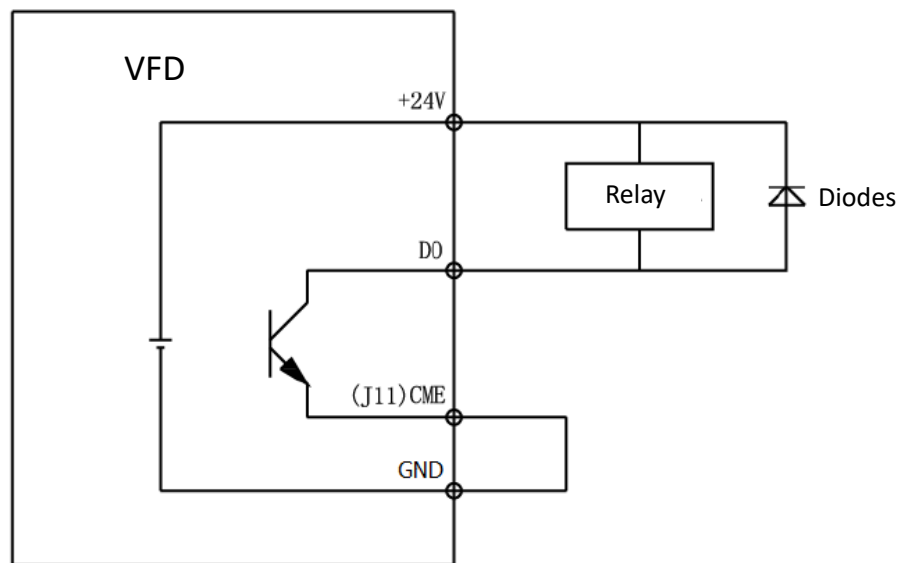 VFD
+24V
Relay
Diodes
DO
(J11)CME
GND